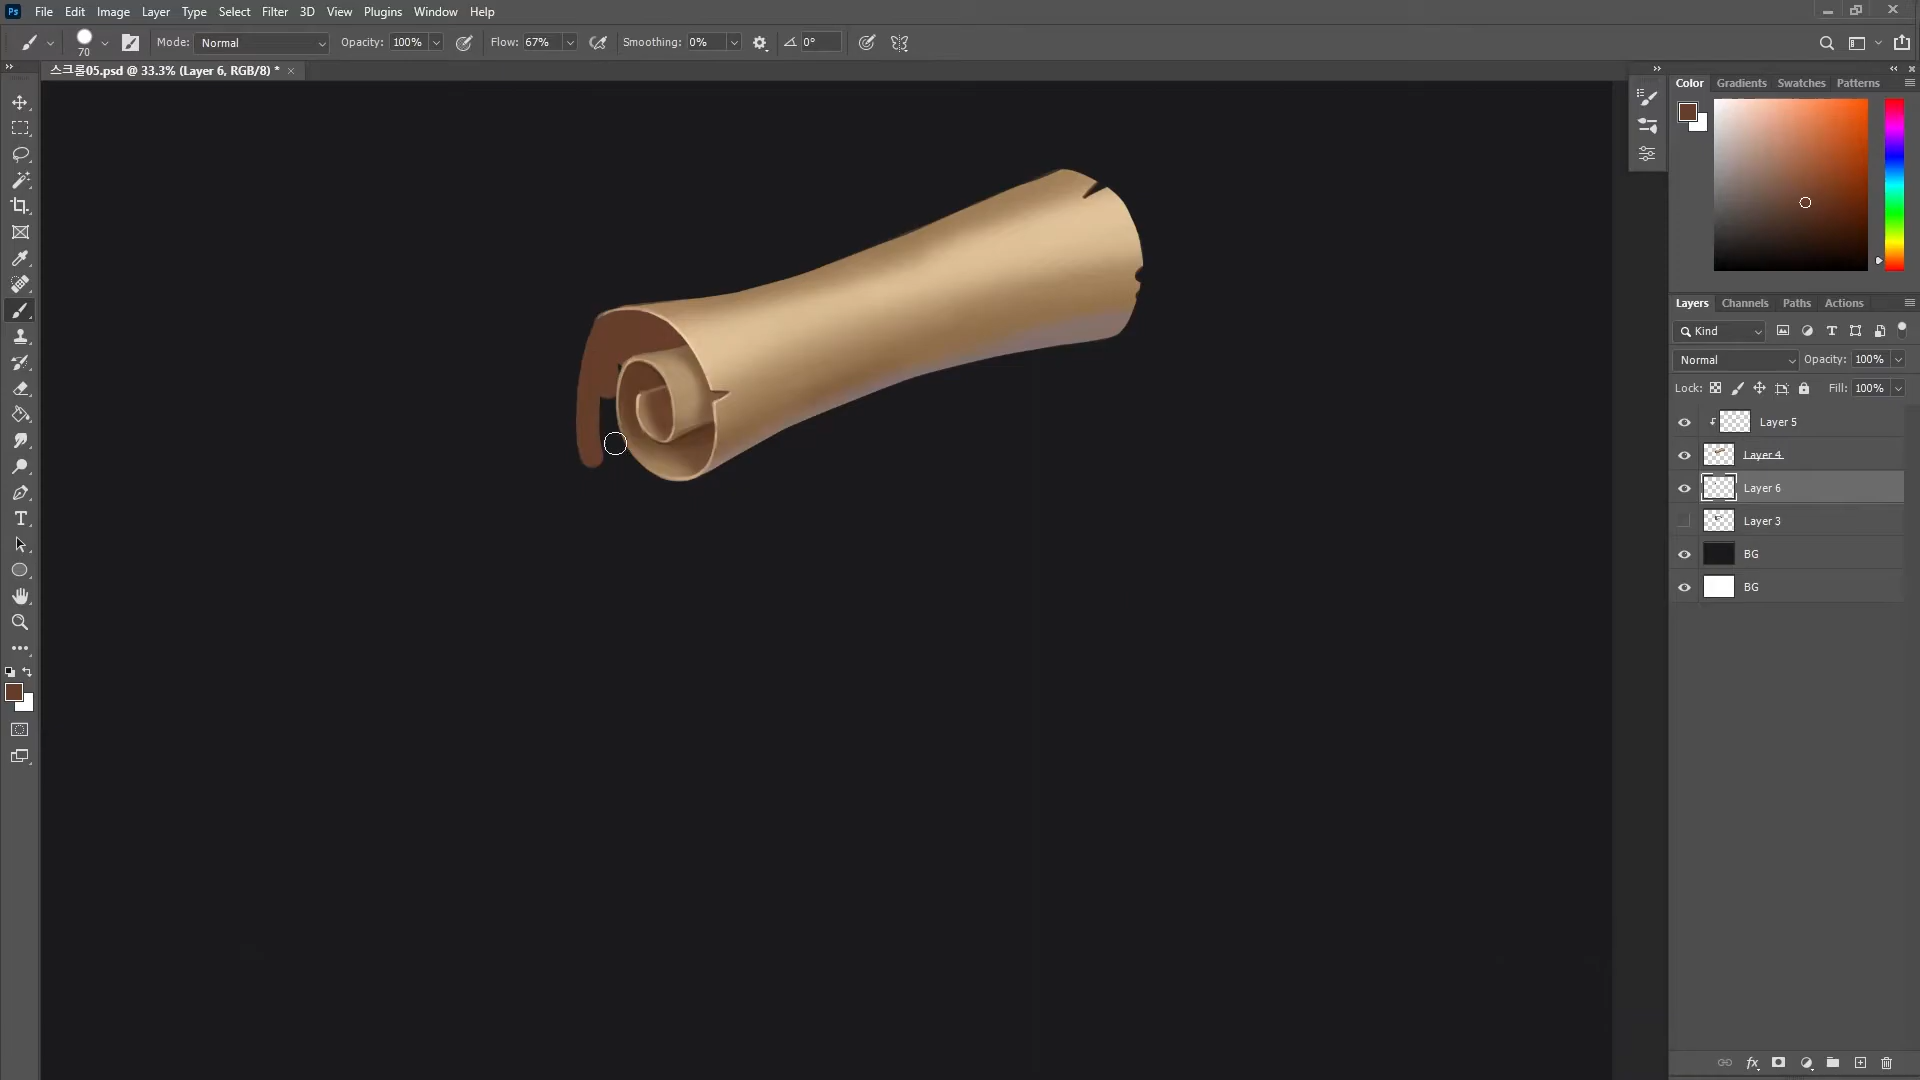 Ps File Edit Image Layer Type Select Filter 3D View Plugins Window Help
70 Mode: Normal Opacity: 100% Flow: 67% Smoothing: 0% 0°
스크롤05.psd @ 33.3% (Layer 6, RGB/8) * ×
Color Gradients Swatches Patterns
Layers Channels Paths Actions
Kind
Normal Opacity: 100%
Lock: Fill: 100%
Layer 5
Layer 4
Layer 6
Layer 3
BG
BG
fx